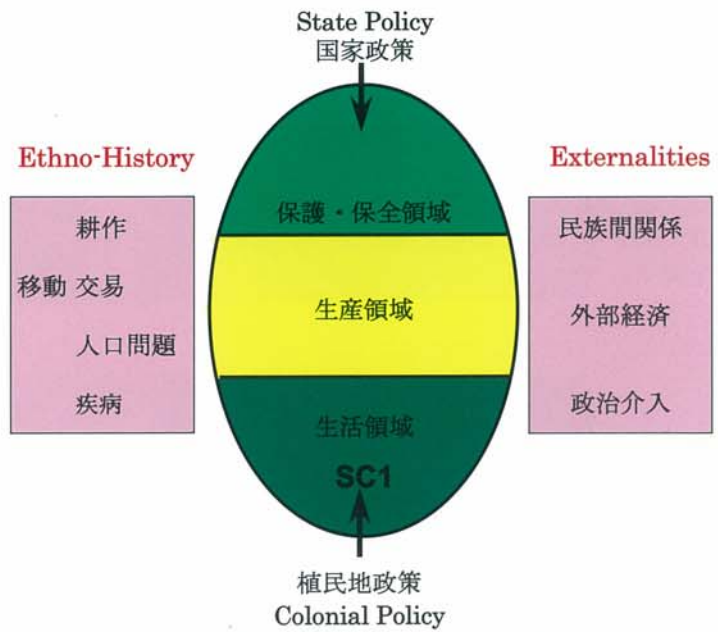 State Policy
国家政策
Ethno-History
耕作
移動 交易
人口問題
疾病
保護・保全領域
生産領域
生活領域
SC1
Externalities
民族間関係
外部経済
政治介入
植民地政策
Colonial Policy